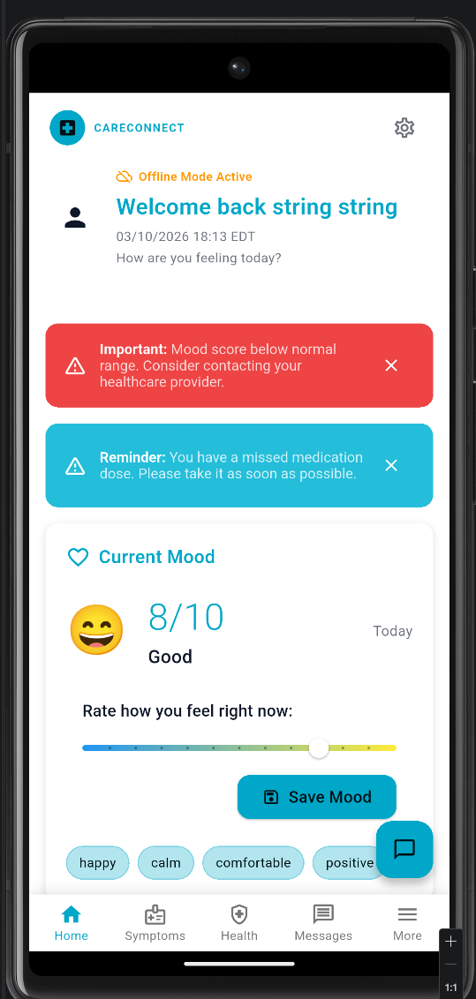 CARECONNECT
Offline Mode Active
Welcome back string string
03/10/2026 18:13 EDT
How are you feeling today?
Important: Mood score below normal
range. Consider contacting your
healthcare provider.
Reminder: You have a missed medication
dose. Please take it as soon as possible.
Current Mood
8/10
Good
Today
Rate how you feel right now:
Save Mood
happy calm comfortable positive
Home Symptoms Health Messages More
1:1